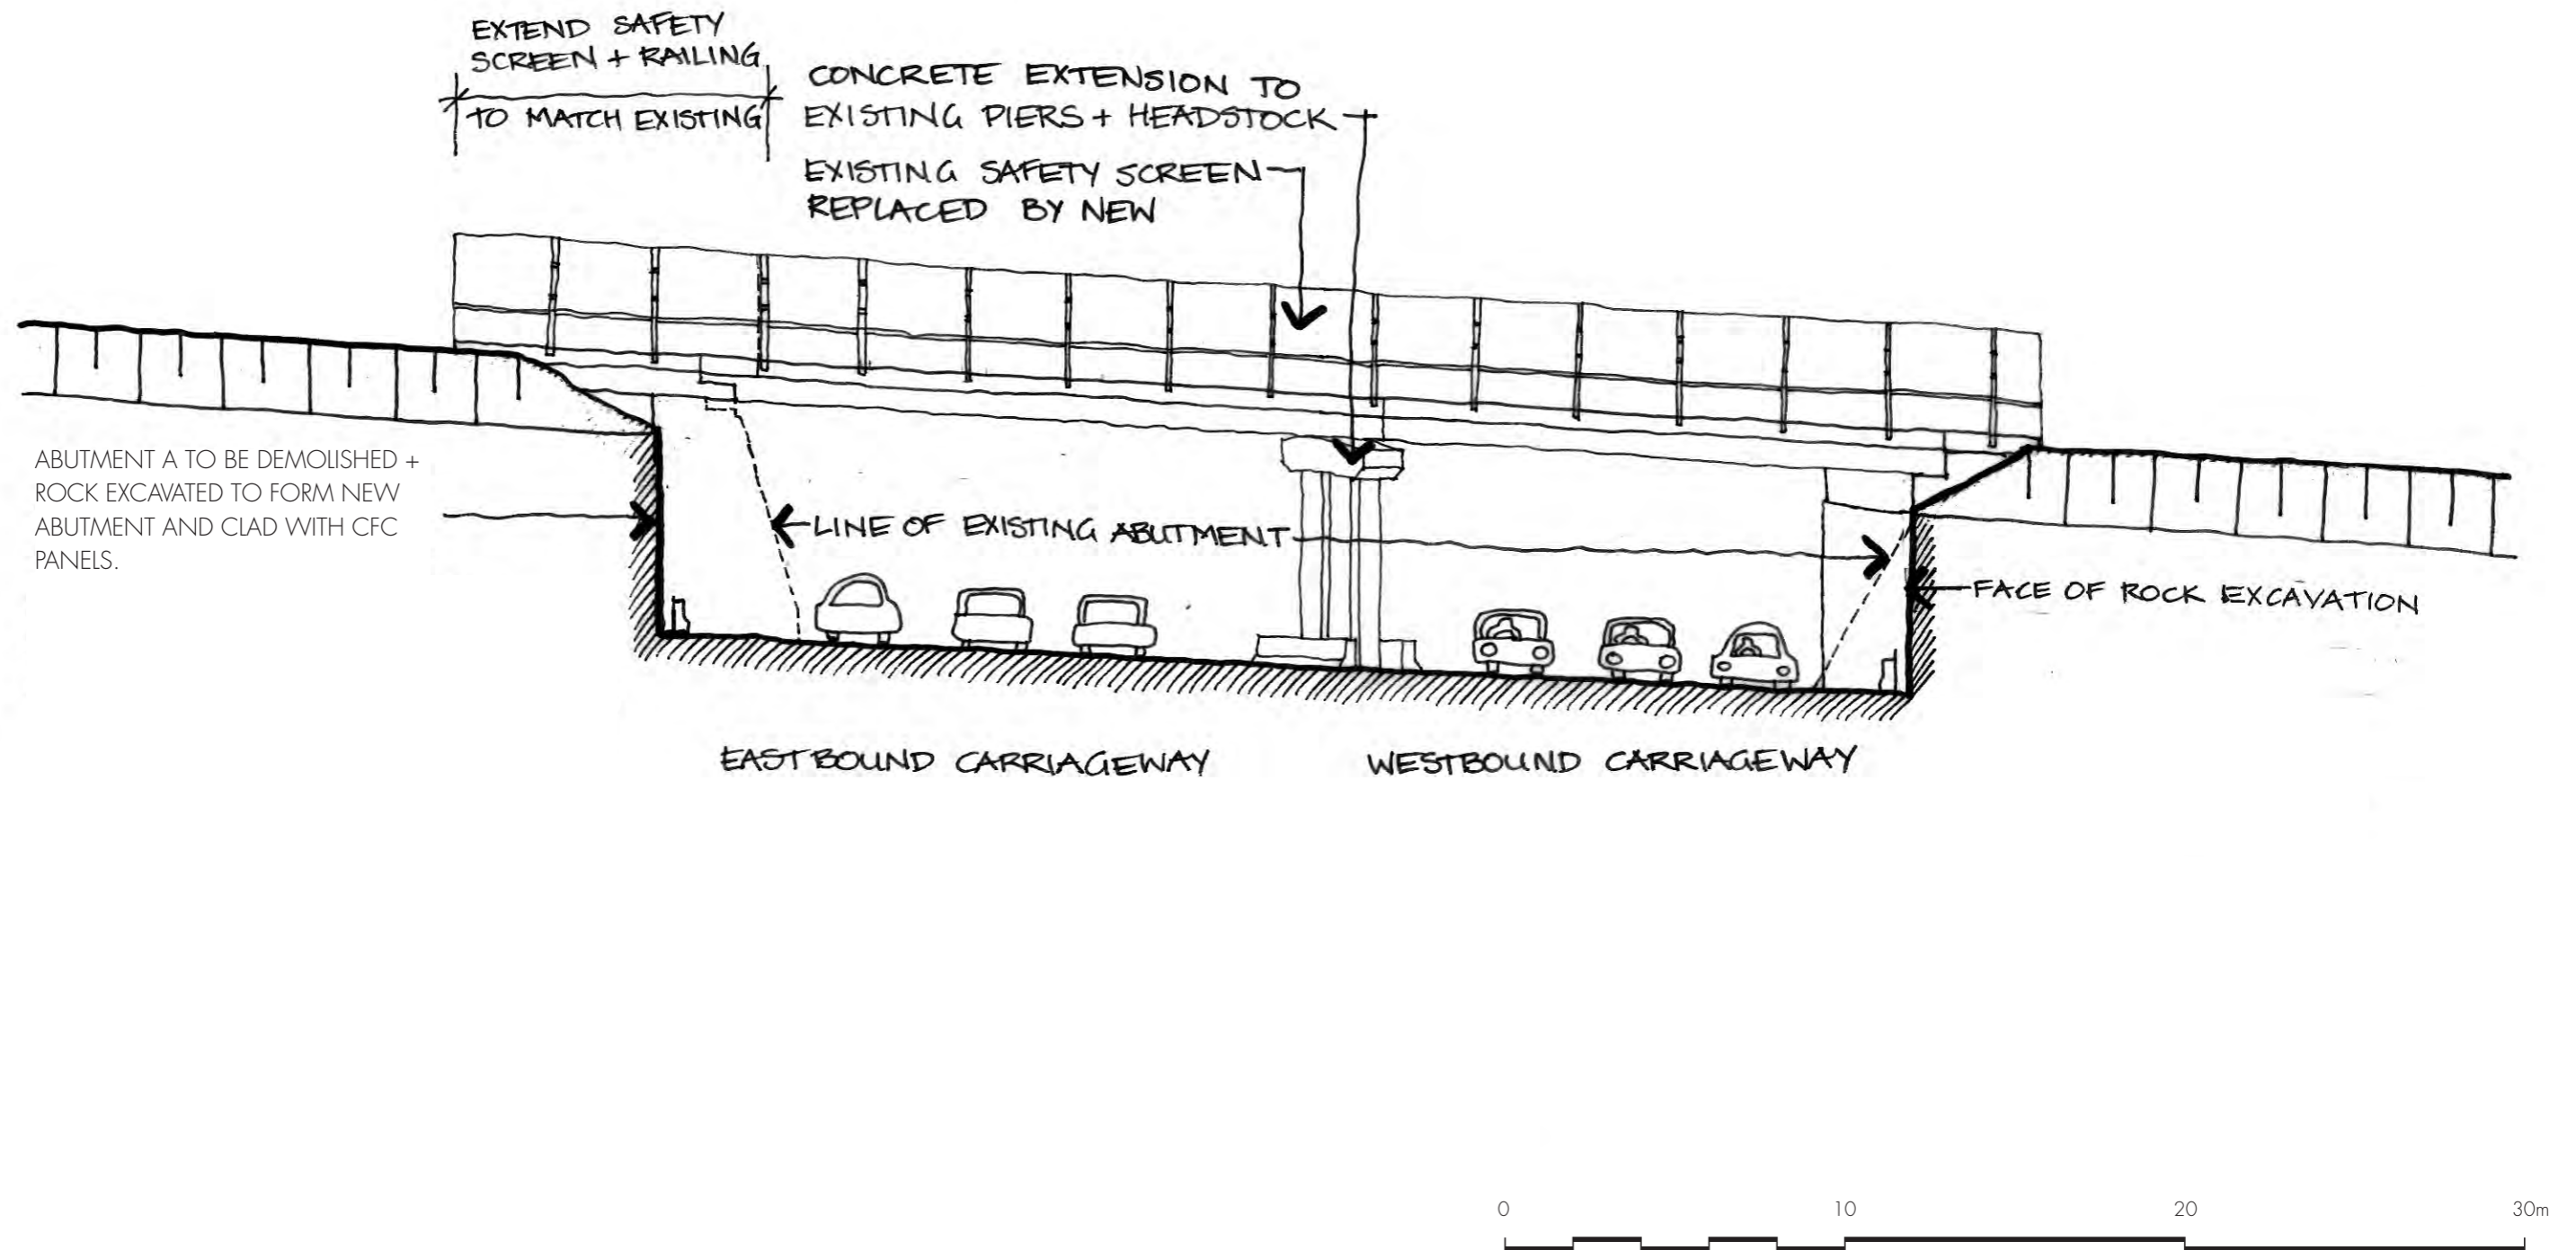 EXTEND SAFETY
SCREEN + RAILING
TO MATCH EXISTING
CONCRETE EXTENSION TO
EXISTING PIERS + HEADSTOCK
EXISTING SAFETY SCREEN
REPLACED BY NEW
ABUTMENT A TO BE DEMOLISHED +
ROCK EXCAVATED TO FORM NEW
ABUTMENT AND CLAD WITH CFC
PANELS.
LINE OF EXISTING ABUTMENT
FACE OF ROCK EXCAVATION
EASTBOUND CARRIAGEWAY
WESTBOUND CARRIAGEWAY
0 10 20 30m